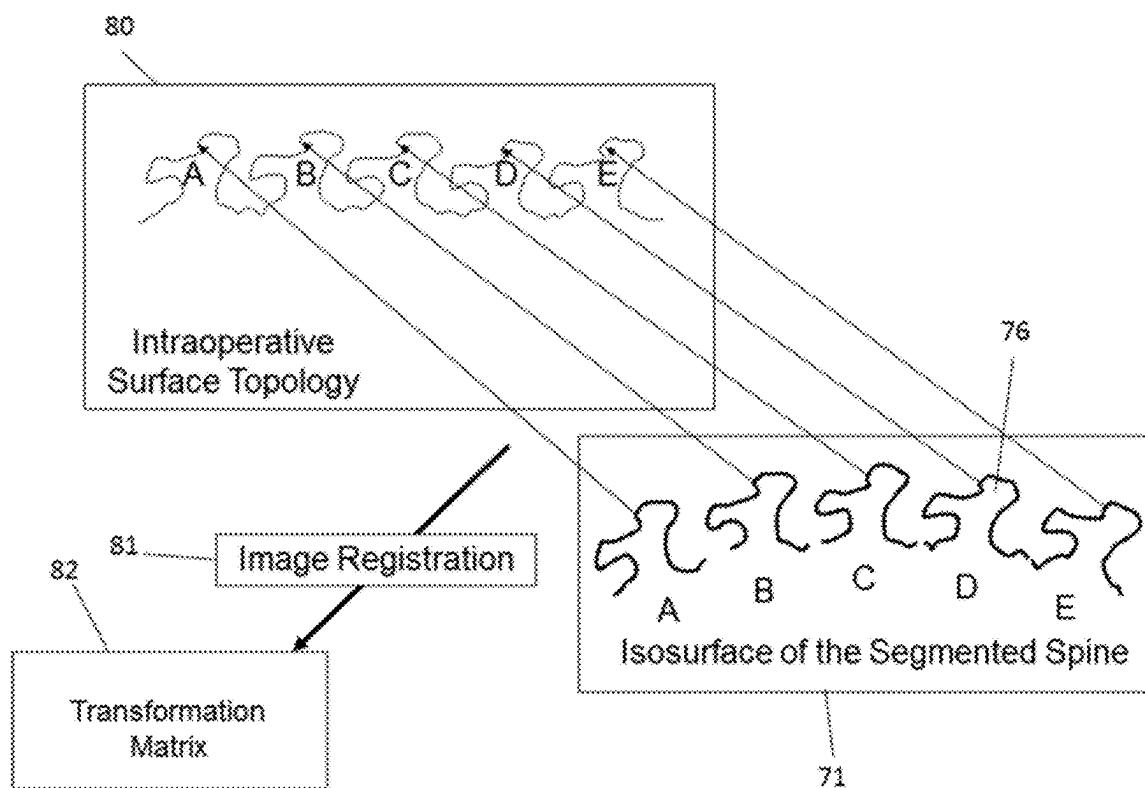 80
A B C D E
Intraoperative
Surface Topology
76
81
Image Registration
82
A B C D E
Isosurface of the Segmented Spine
Transformation
Matrix
71